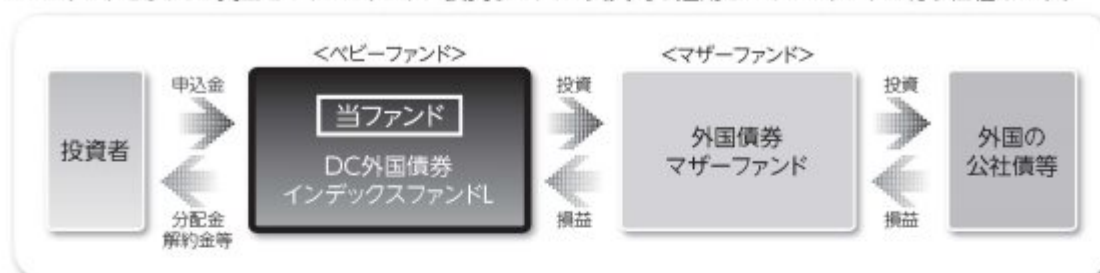 <ベビーファンド>
<マザーファンド>
投資者
申込金
分配金
解約金等
当ファンド
DC外国債券
インデックスファンドL
投資
損益
外国債券
マザーファンド
投資
損益
外国の
公社債等